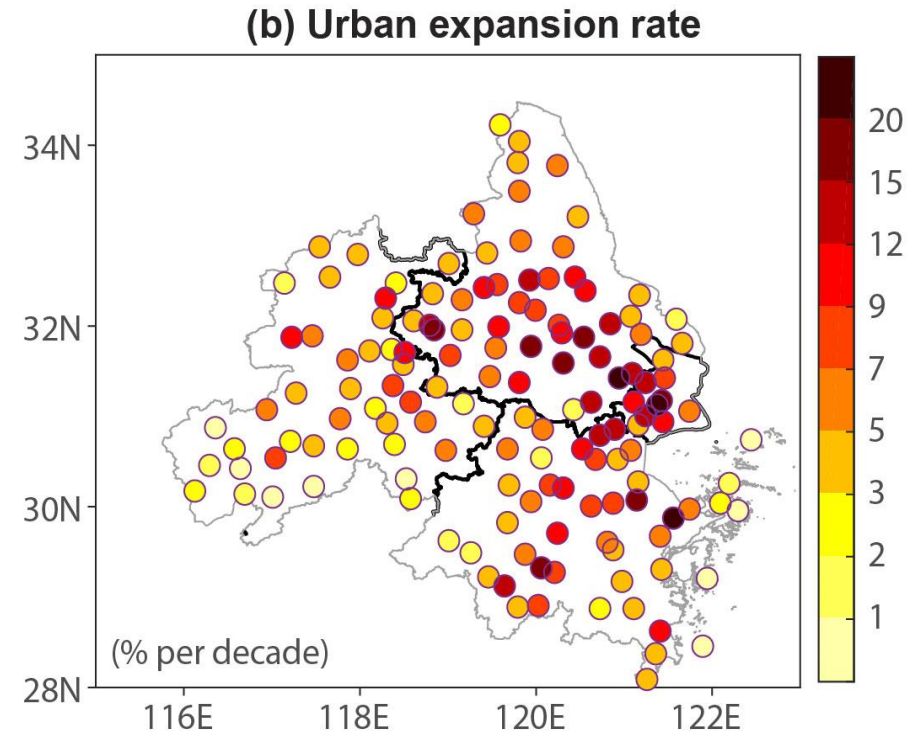 (b) Urban expansion rate
34N
32N
30N
28N
116E
118E
120E
122E
(% per decade)
20
15
12
9
7
5
3
2
1